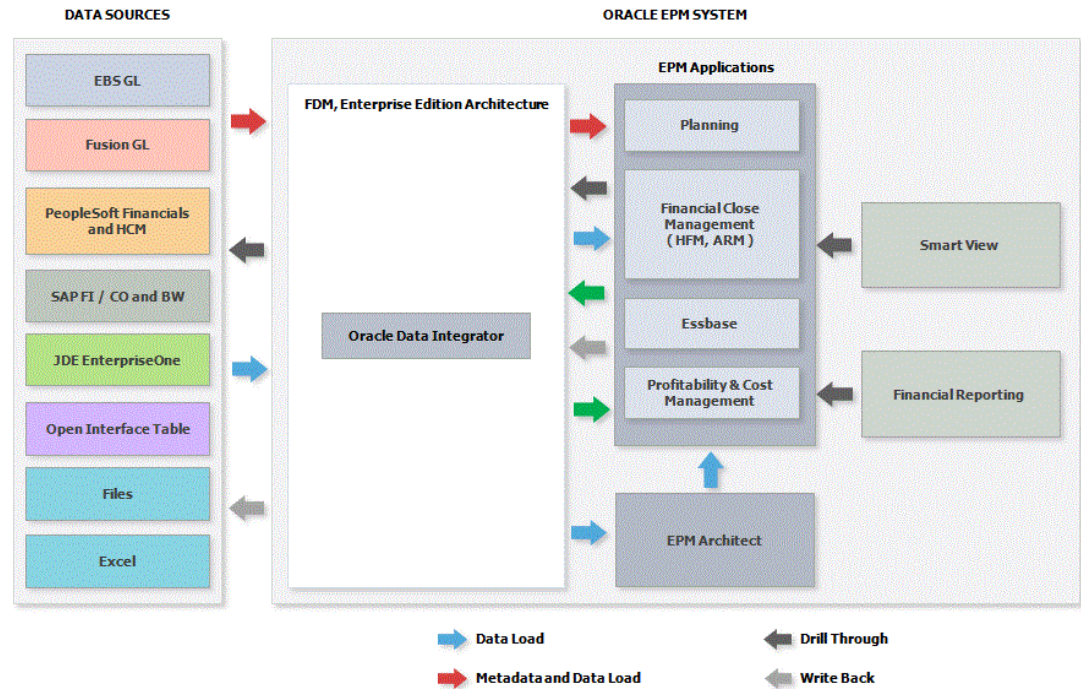 DATA SOURCES
ORACLE EPM SYSTEM
EBS GL
Fusion GL
PeopleSoft Financials
and HCM
SAP FI / CO and BW
JDE EnterpriseOne
Open Interface Table
Files
Excel
FDM, Enterprise Edition Architecture
Oracle Data Integrator
EPM Applications
Planning
Financial Close
Management
( HFM, ARM )
Essbase
Profitability & Cost
Management
EPM Architect
Smart View
Financial Reporting
Data Load
Drill Through
Metadata and Data Load
Write Back